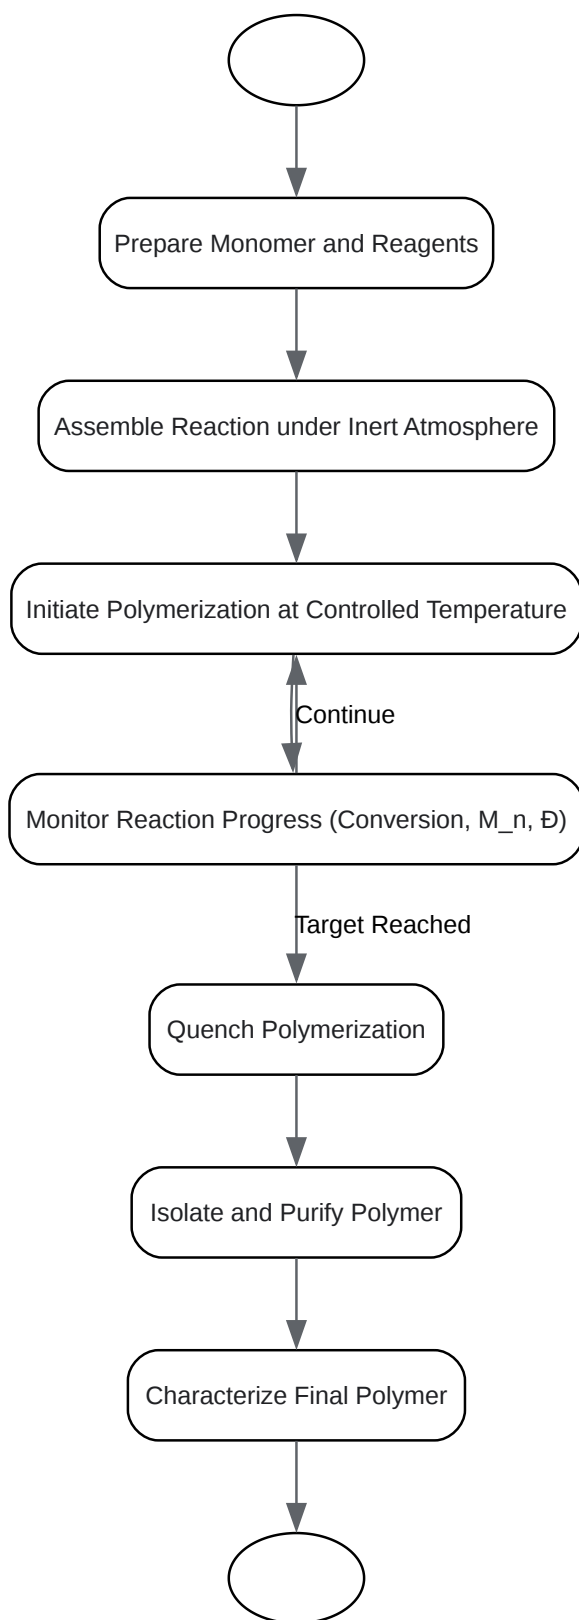 Prepare Monomer and Reagents
Assemble Reaction under Inert Atmosphere
Initiate Polymerization at Controlled Temperature
Continue
Monitor Reaction Progress (Conversion, M_n, Đ)
Target Reached
Quench Polymerization
Isolate and Purify Polymer
Characterize Final Polymer